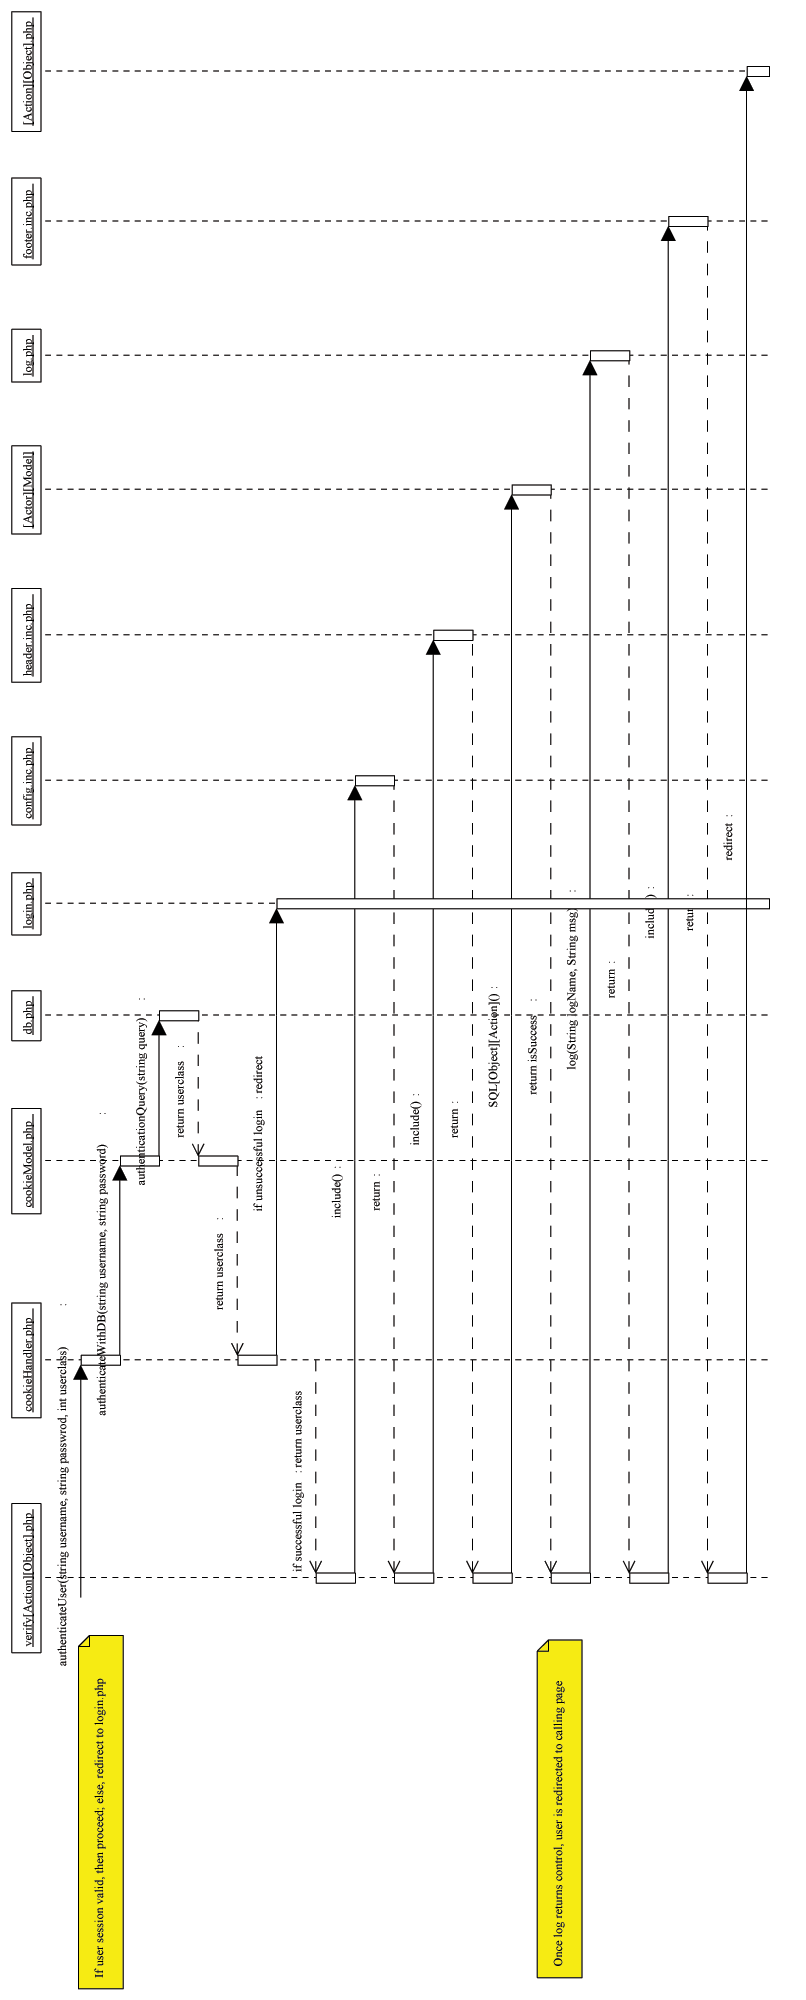 verify[Action][Object].php
cookieHandler.php
cookieModel.php
db.php
login.php
config.inc.php
header.inc.php
[Actor][Model]
log.php
footer.inc.php
[Action][Object].php
authenticateUser(string username, string passwrod, int userclass) :
If user session valid, then proceed; else, redirect to login.php
authenticateWithDB(string username, string password) :
authenticationQuery(string query) :
return userclass :
return userclass :
if unsuccessful login : redirect
if successful login : return userclass
include() :
return :
include() :
return :
SQL[Object][Action]() :
return isSuccess :
Once log returns control, user is redirected to calling page
log(String logName, String msg) :
return :
include() :
return :
redirect :